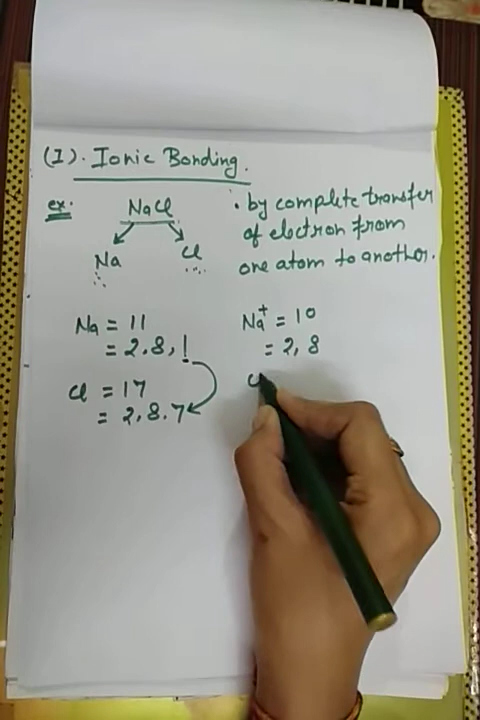 (I). Ionic Bonding.
ex:
NaCl
Na
Cl
• by complete transfer
of electron from
one atom to another.
Na = 11
= 2,8,1
Cl = 17
= 2,8,7
Na⁺ = 10
= 2, 8